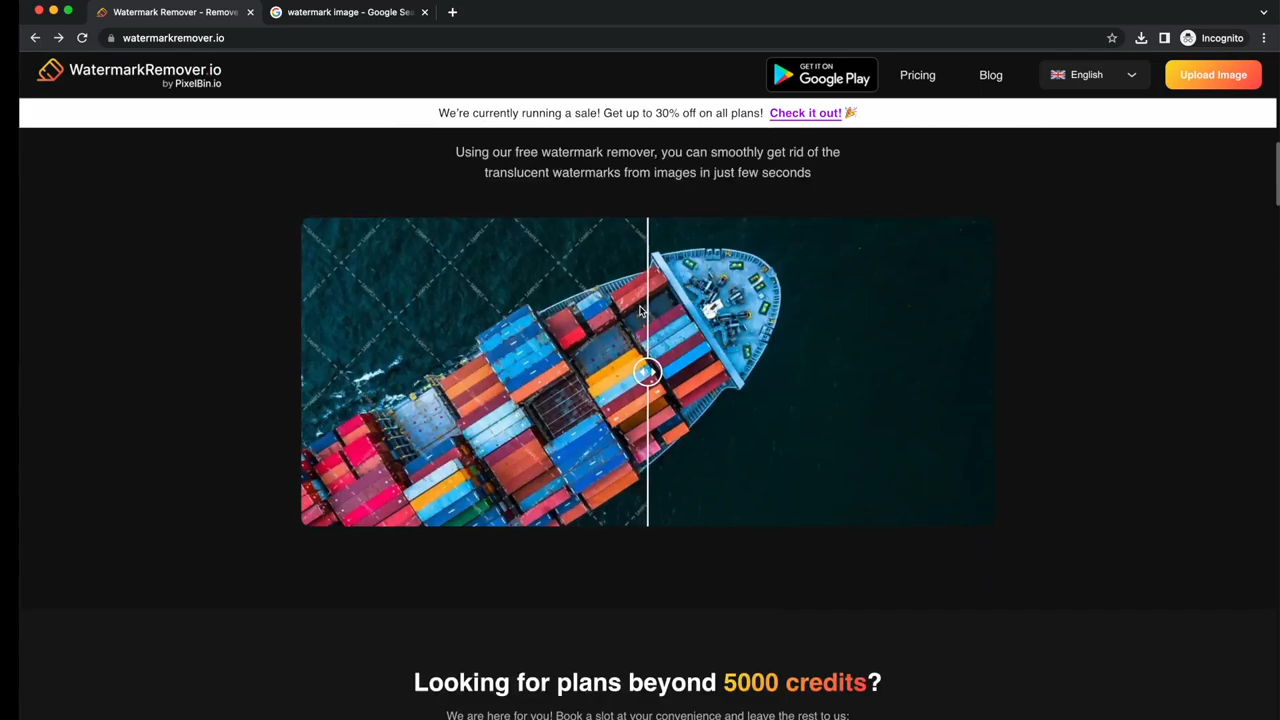 Watermark Remover - Remove
watermark image - Google Sea
watermarkremover.io
Incognito
WatermarkRemover.io
by PixelBin.io
GET IT ON
Google Play
Pricing
Blog
English
Upload Image
We're currently running a sale! Get up to 30% off on all plans! Check it out!
Using our free watermark remover, you can smoothly get rid of the
translucent watermarks from images in just few seconds
Looking for plans beyond 5000 credits?
We are here for you! Book a slot at your convenience and leave the rest to us: